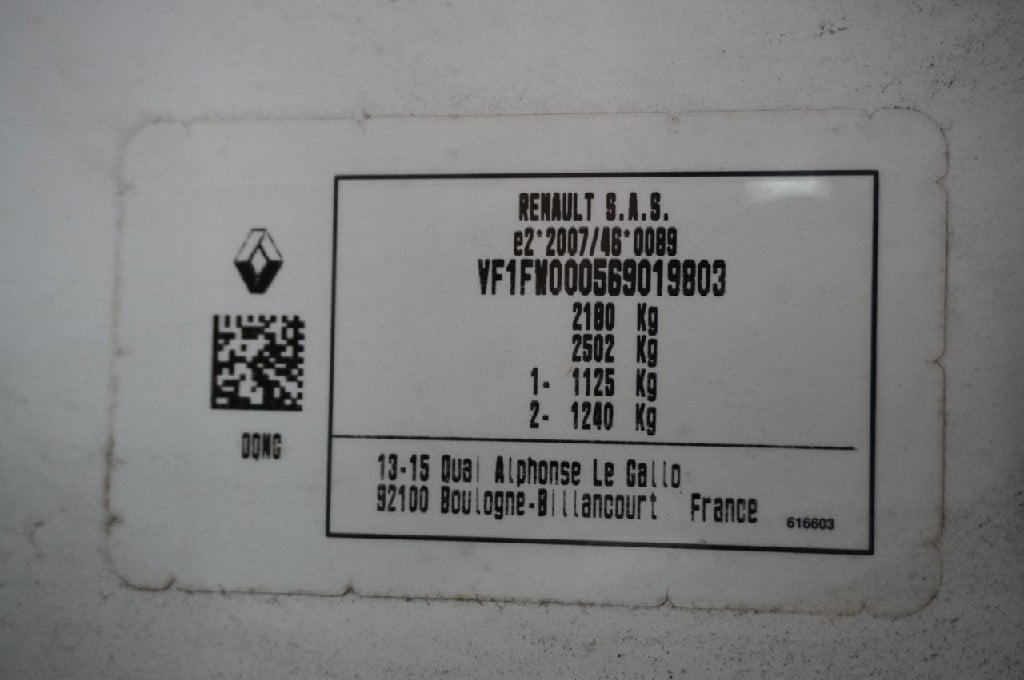 RENAULT S.A.S.
e2*2007/46*0089
VF1FW000569019803
2180 Kg
2502 Kg
1- 1125 Kg
2- 1240 Kg
DQNG
13-15 Quai Alphonse Le Gallo
92100 Boulogne-Billancourt France
616603